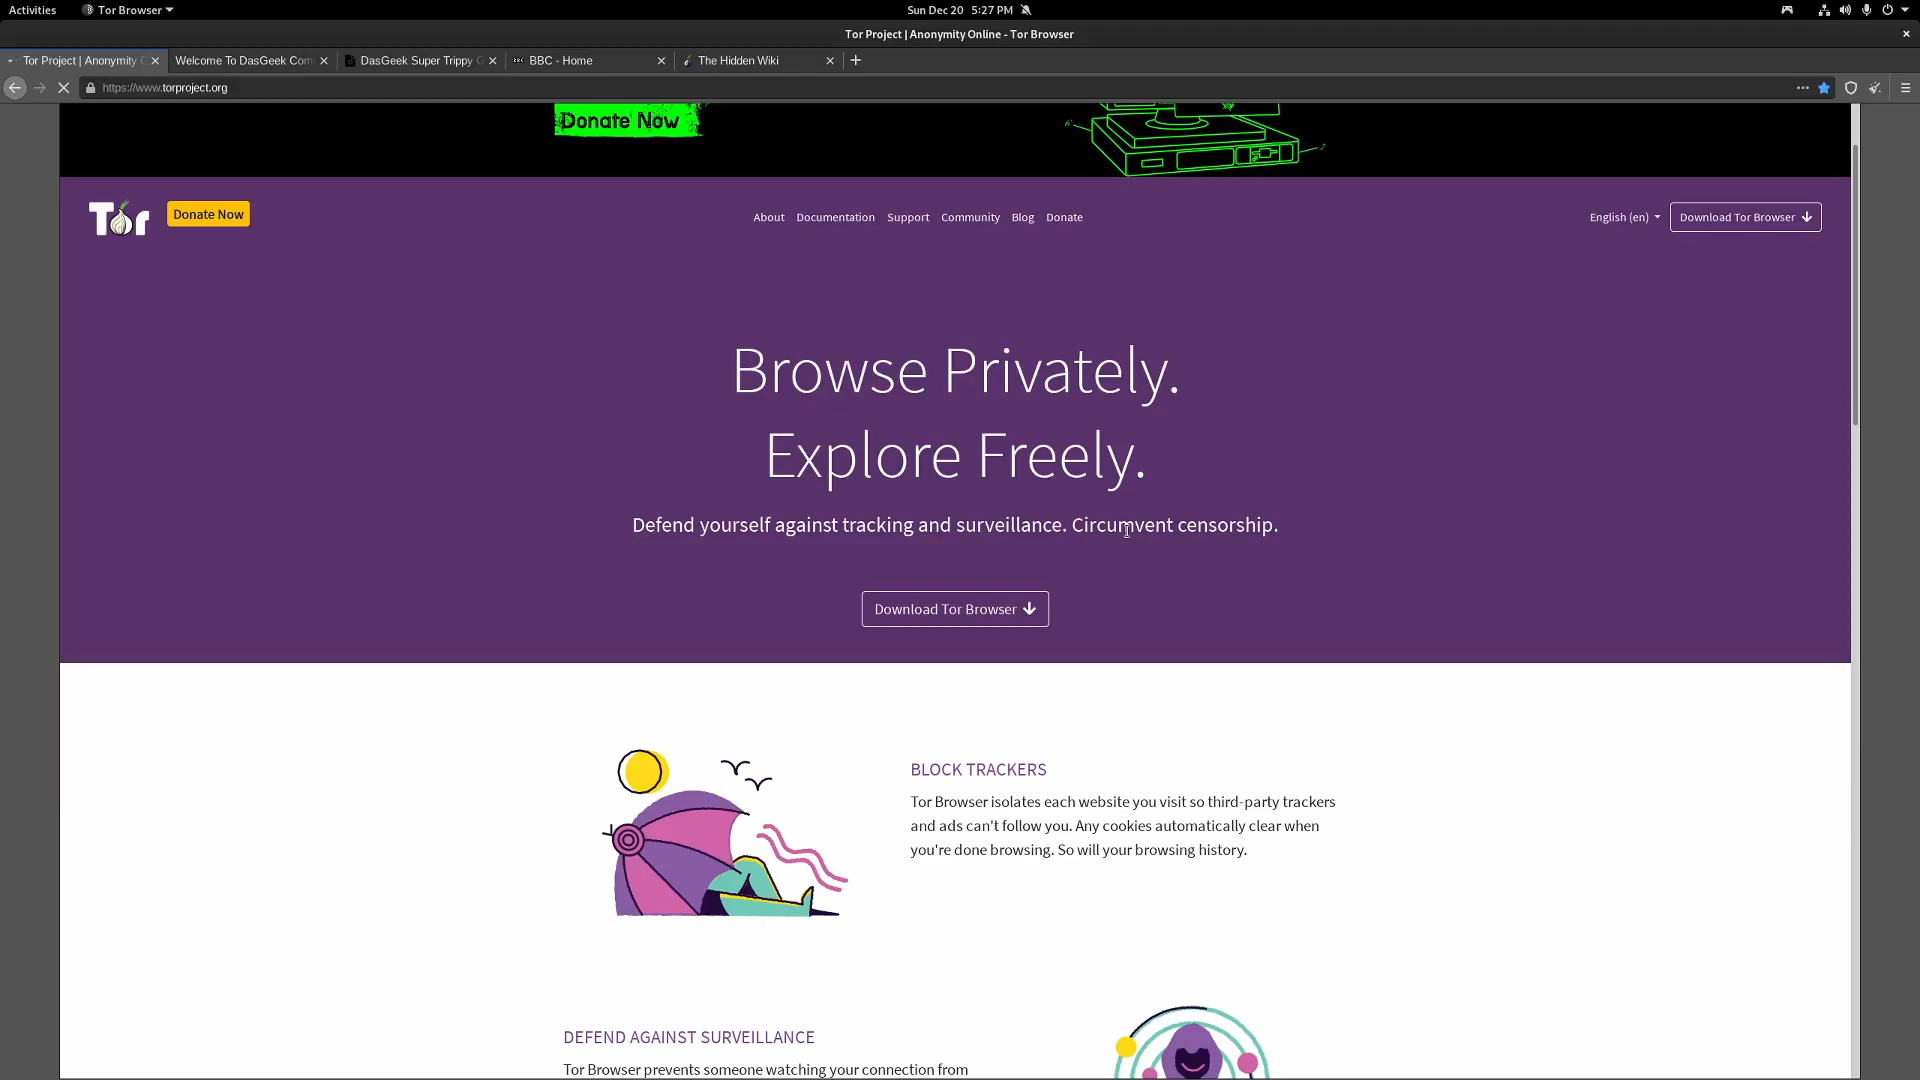 Activities
Tor Browser
Sun Dec 20 5:27 PM
Tor Project | Anonymity Online - Tor Browser
Tor Project | Anonymity
Welcome To DasGeek Com
DasGeek Super Trippy
BBC - Home
The Hidden Wiki
https://www.torproject.org
Donate Now
6
7
Tor
Donate Now
About
Documentation
Support
Community
Blog
Donate
English (en)
Download Tor Browser
Browse Privately.
Explore Freely.
Defend yourself against tracking and surveillance. Circumvent censorship.
Download Tor Browser
BLOCK TRACKERS
Tor Browser isolates each website you visit so third-party trackers
and ads can't follow you. Any cookies automatically clear when
you're done browsing. So will your browsing history.
DEFEND AGAINST SURVEILLANCE
Tor Browser prevents someone watching your connection from